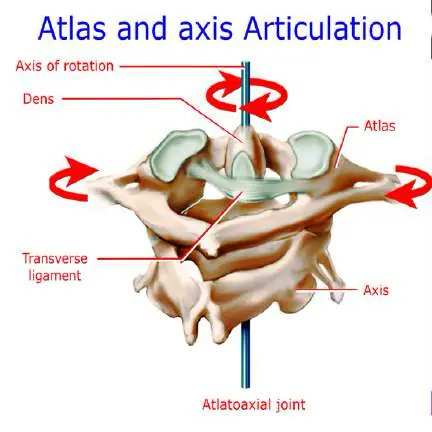 Atlas and axis Articulation
Axis of rotation
Dens
Atlas
Transverse
ligament
Axis
Atlatoaxial joint